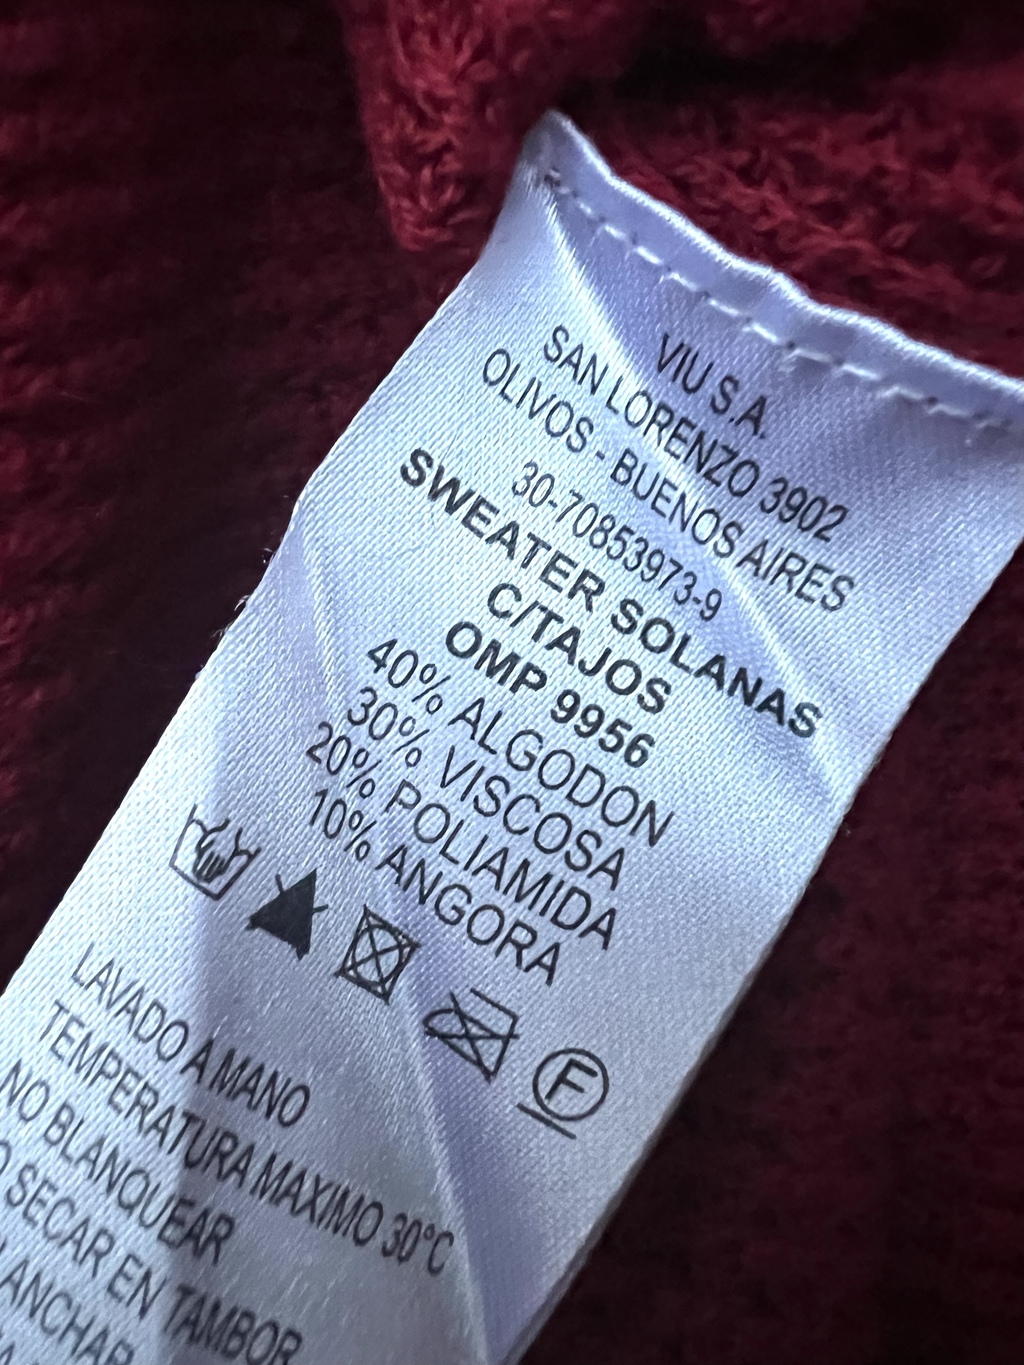 VIU S.A.
SAN LORENZO 3902
OLIVOS - BUENOS AIRES
30-70853973-9
SWEATER SOLANAS
C/TAJOS
OMP 9956
40% ALGODON
30% VISCOSA
20% POLIAMIDA
10% ANGORA
F
LAVADO A MANO
TEMPERATURA MAXIMO 30°C
NO BLANQUEAR
SECAR EN TAMBOR